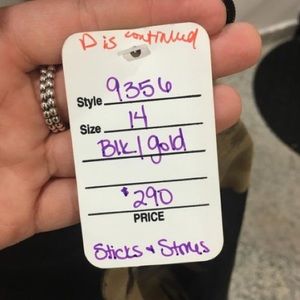 Discontinued
Style 9356
Size 14
Blk/gold
$290
PRICE
Sticks & Stones